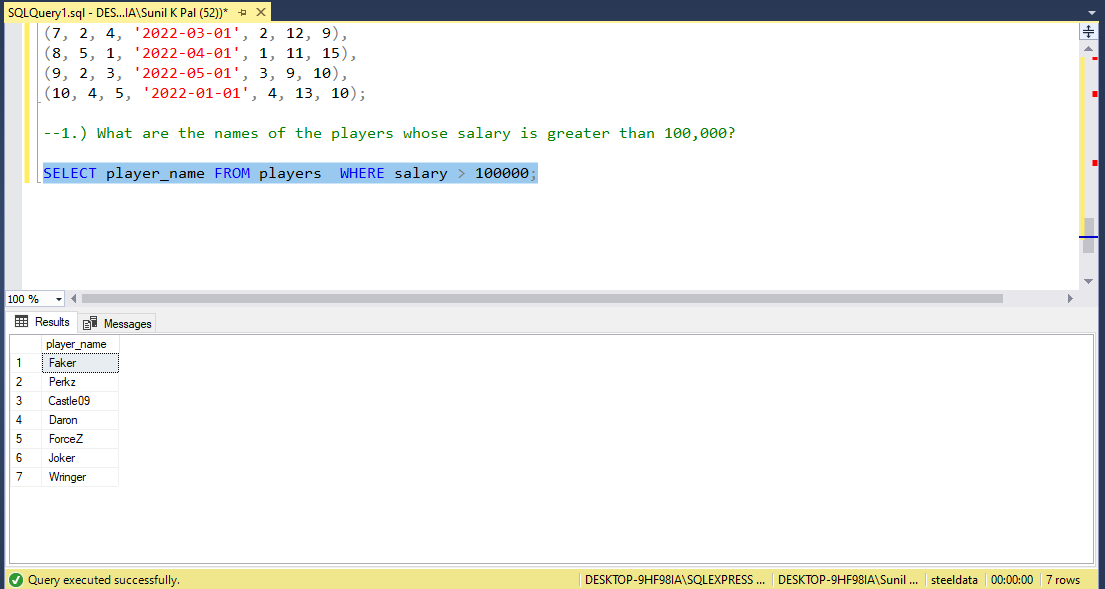 SQLQuery1.sql - DES...IA\Sunil K Pal (52))*
(7, 2, 4, '2022-03-01', 2, 12, 9),
(8, 5, 1, '2022-04-01', 1, 11, 15),
(9, 2, 3, '2022-05-01', 3, 9, 10),
(10, 4, 5, '2022-01-01', 4, 13, 10);
--1.) What are the names of the players whose salary is greater than 100,000?
SELECT player_name FROM players  WHERE salary > 100000;
100 %
Results Messages
player_name
1 Faker
2 Perkz
3 Castle09
4 Daron
5 ForceZ
6 Joker
7 Wringer
Query executed successfully. DESKTOP-9HF98IA\SQLEXPRESS ... DESKTOP-9HF98IA\Sunil ... steeldata 00:00:00 7 rows